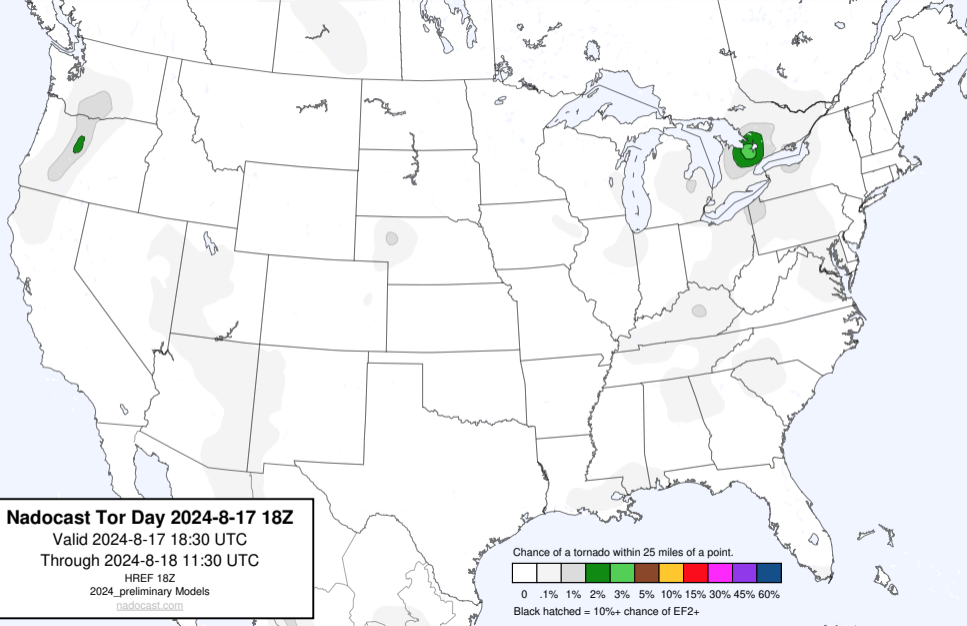 Nadocast Tor Day 2024-8-17 18Z
Valid 2024-8-17 18:30 UTC
Through 2024-8-18 11:30 UTC
HREF 18Z
2024_preliminary Models
nadocast.com
Chance of a tornado within 25 miles of a point.
0 .1% 1% 2% 3% 5% 10% 15% 30% 45% 60%
Black hatched = 10%+ chance of EF2+